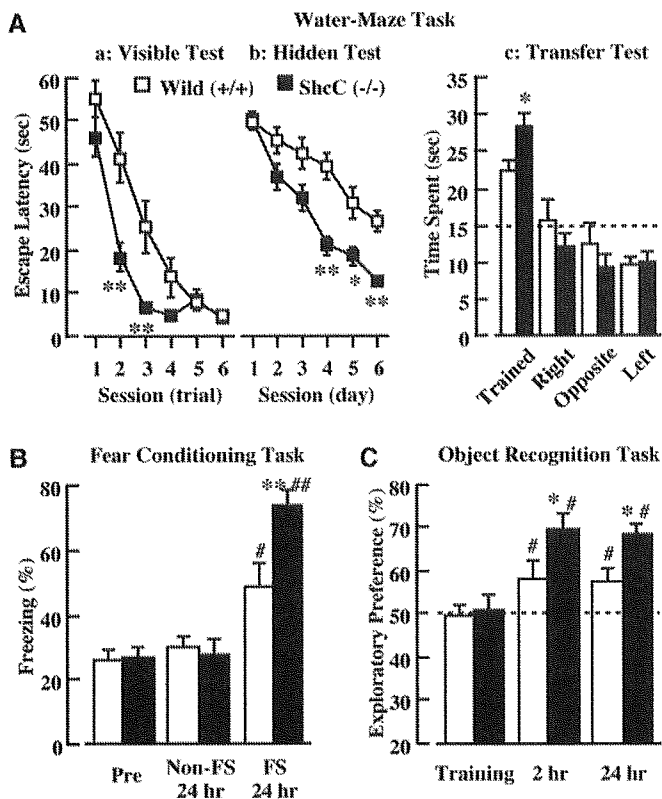 A
Water-Maze Task
a: Visible Test
b: Hidden Test
c: Transfer Test
Wild (+/+)
ShcC (-/-)
Escape Latency (sec)
60
50
40
30
20
10
0
**
**
**
*
**
1 2 3 4 5 6
1 2 3 4 5 6
Session (trial)
Session (day)
Time Spent (sec)
35
30
25
20
15
10
5
0
*
Trained
Right
Opposite
Left
B
Fear Conditioning Task
Freezing (%)
80
60
40
20
0
#
**,##
Pre
Non-FS
24 hr
FS
24 hr
C
Object Recognition Task
Exploratory Preference (%)
80
70
60
50
40
30
20
#
*#
#
*#
Training
2 hr
24 hr